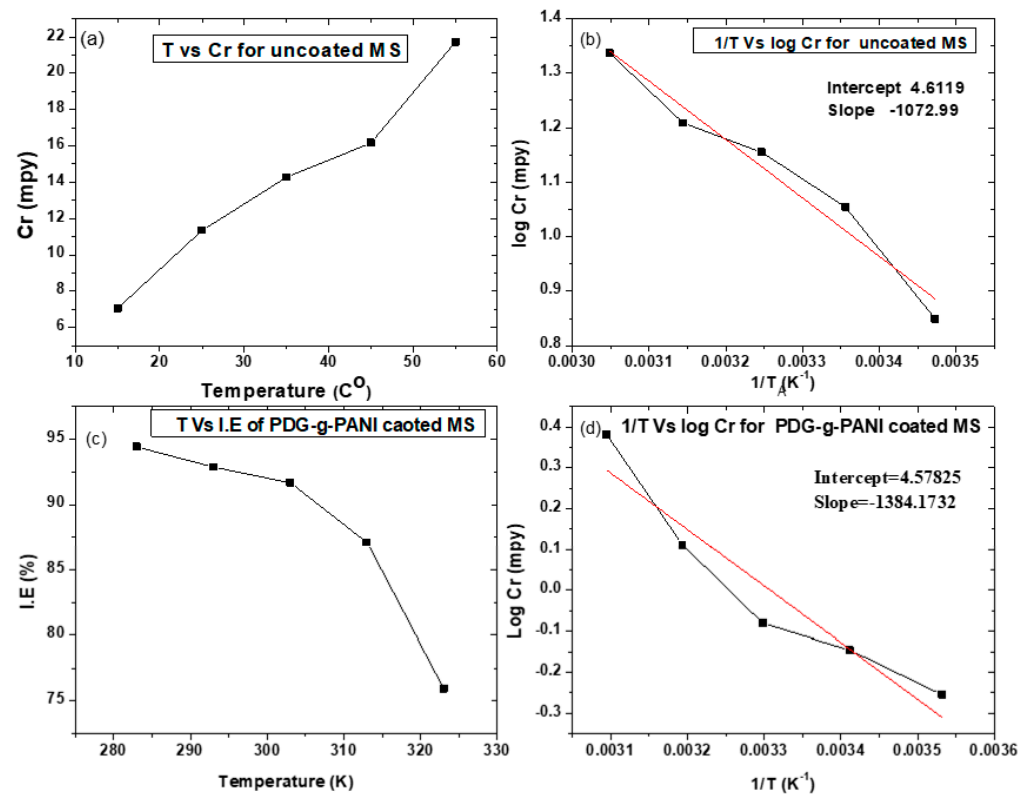 (a)
T vs Cr for uncoated MS
22
20
18
16
14
12
10
8
6
Cr (mpy)
10 20 30 40 50 60
Temperature (C⁰)
(b)
1/T Vs log Cr for uncoated MS
Intercept 4.6119
Slope -1072.99
1.4
1.3
1.2
1.1
1.0
0.9
0.8
log Cr (mpy)
0.0030 0.0031 0.0032 0.0033 0.0034 0.0035
1/T (K⁻¹)
A
(c)
T Vs I.E of PDG-g-PANI caoted MS
95
90
85
80
75
I.E (%)
280 290 300 310 320 330
Temperature (K)
(d)
1/T Vs log Cr for PDG-g-PANI coated MS
Intercept=4.57825
Slope=-1384.1732
0.4
0.3
0.2
0.1
0.0
-0.1
-0.2
-0.3
Log Cr (mpy)
0.0031 0.0032 0.0033 0.0034 0.0035 0.0036
1/T (K⁻¹)